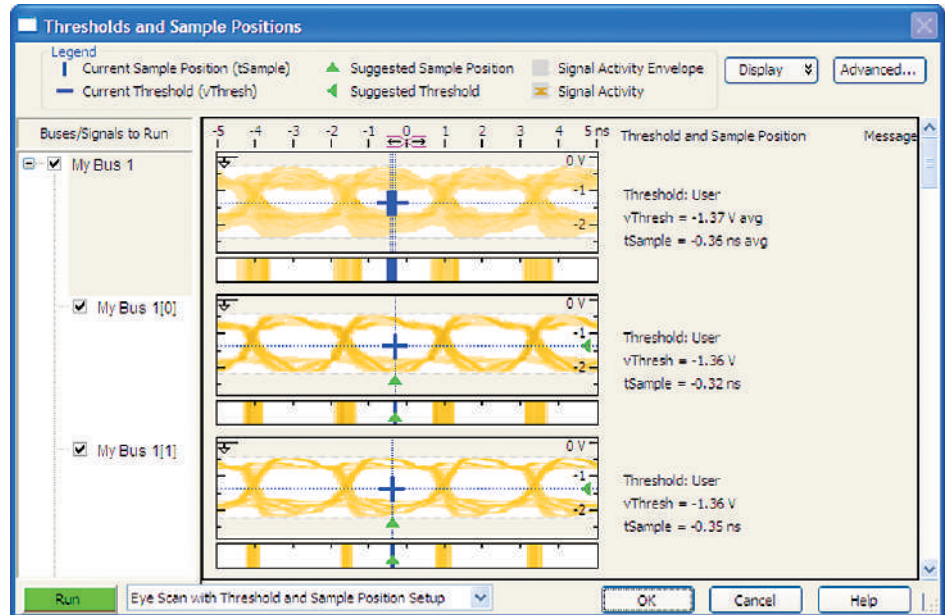 Thresholds and Sample Positions
Legend
Current Sample Position (tSample)
Suggested Sample Position
Signal Activity Envelope
Current Threshold (vThresh)
Suggested Threshold
Signal Activity
Display
Advanced...
Buses/Signals to Run
-5 -4 -3 -2 -1 0 1 2 3 4 5 ns
Threshold and Sample Position
Message
My Bus 1
0 V
-1
-2
Threshold: User
vThresh = -1.37 V avg
tSample = -0.36 ns avg
My Bus 1[0]
0 V
-1
-2
Threshold: User
vThresh = -1.36 V
tSample = -0.32 ns
My Bus 1[1]
0 V
-1
-2
Threshold: User
vThresh = -1.36 V
tSample = -0.35 ns
Run
Eye Scan with Threshold and Sample Position Setup
OK
Cancel
Help